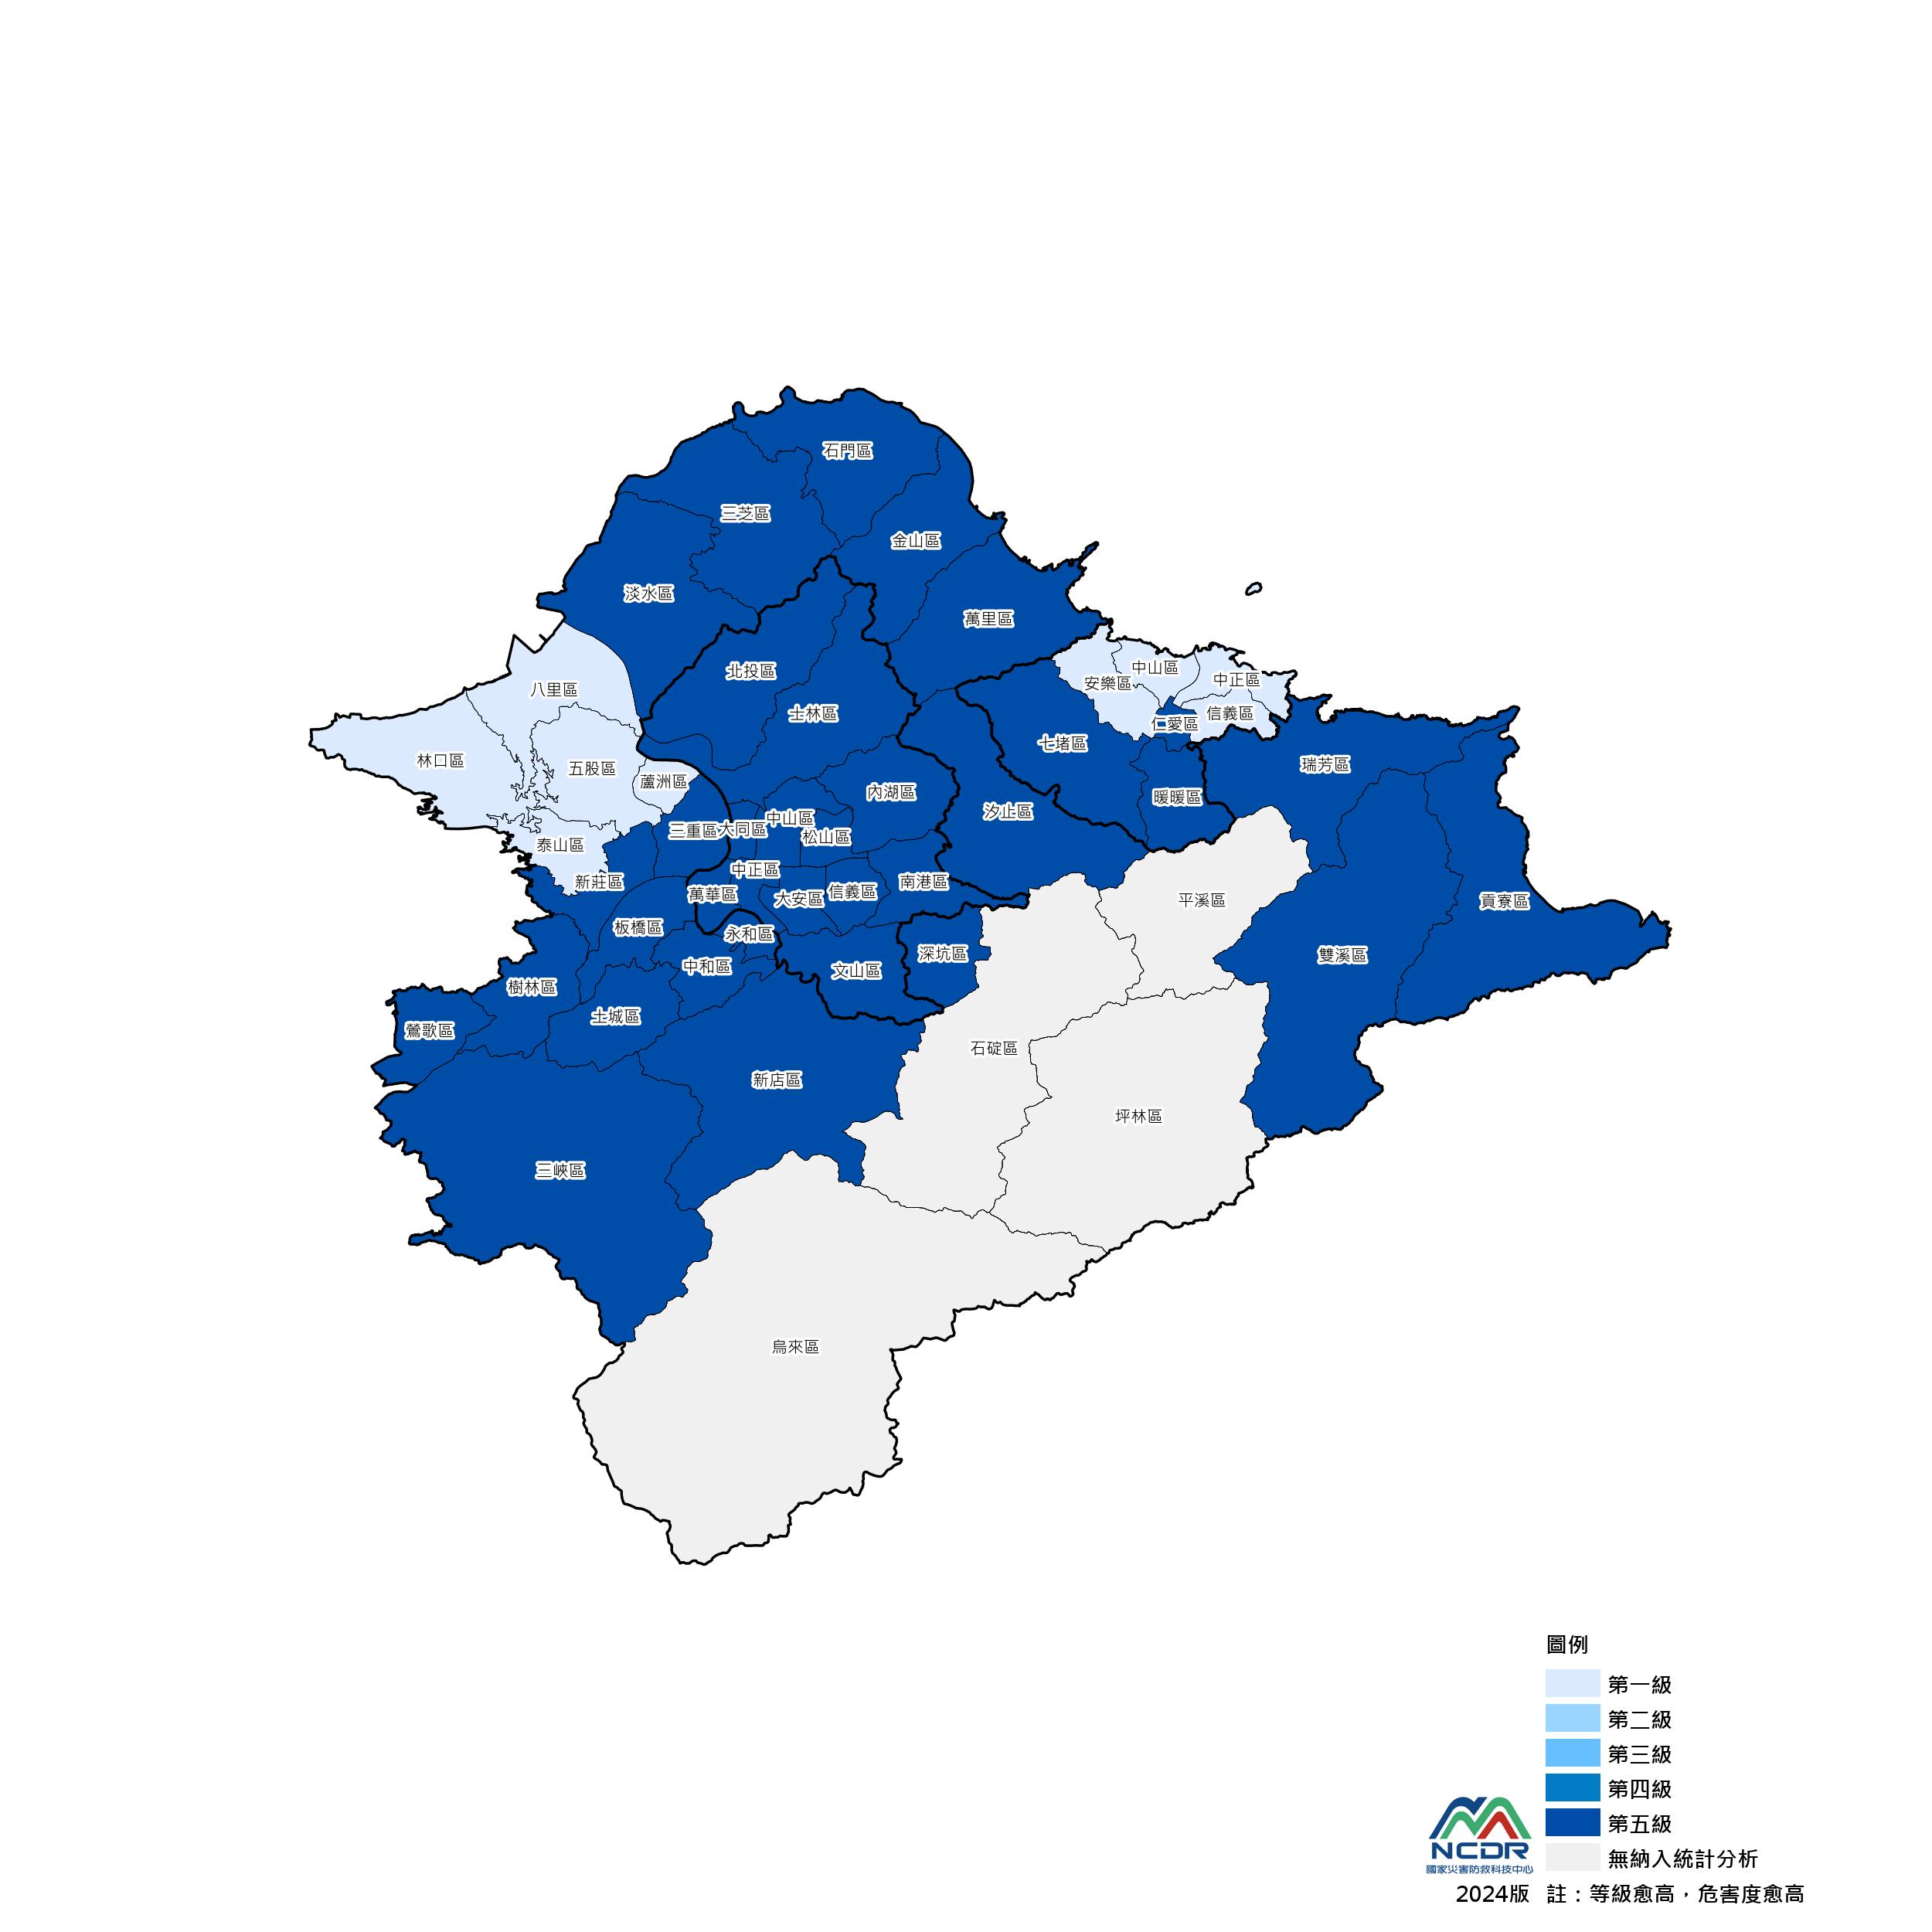 石門區
三芝區
金山區
淡水區
萬里區
北投區
中山區
安樂區
中正區
八里區
士林區
信義區
仁愛區
七堵區
林口區
五股區
蘆洲區
瑞芳區
內湖區
暖暖區
汐止區
中山區
三重區
大同區
松山區
泰山區
中正區
新莊區
南港區
萬華區
大安區
信義區
平溪區
貢寮區
板橋區
永和區
深坑區
雙溪區
中和區
文山區
樹林區
土城區
鶯歌區
石碇區
新店區
坪林區
三峽區
烏來區
圖例
第一級
第二級
第三級
第四級
第五級
無納入統計分析
NCDR
國家災害防救科技中心
2024版 註：等級愈高，危害度愈高